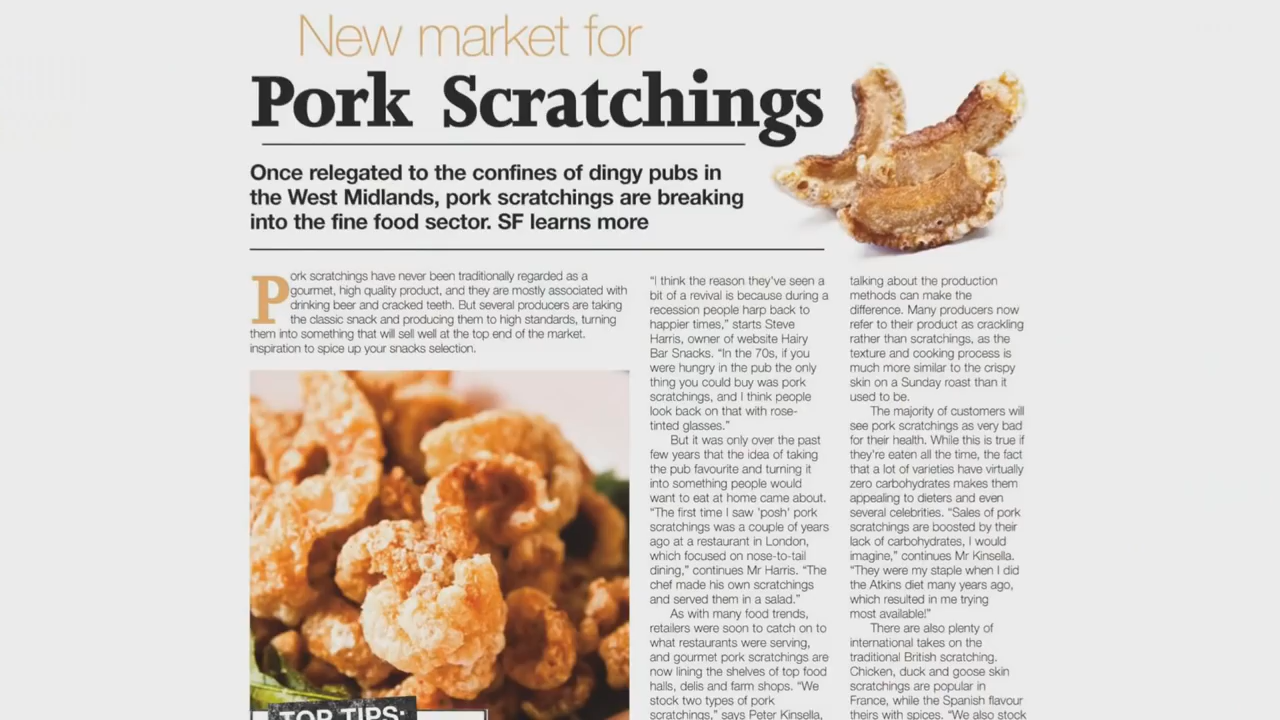 New market for
Pork Scratchings
Once relegated to the confines of dingy pubs in
the West Midlands, pork scratchings are breaking
into the fine food sector. SF learns more
Pork scratchings have never been traditionally regarded as a
gourmet, high quality product, and they are mostly associated with
drinking beer and cracked teeth. But several producers are taking
the classic snack and producing them to high standards, turning
them into something that will sell well at the top end of the market.
inspiration to spice up your snacks selection.
TOP TIPS:
"I think the reason they've seen a
bit of a revival is because during a
recession people harp back to
happier times," starts Steve
Harris, owner of website Hairy
Bar Snacks. "In the 70s, if you
were hungry in the pub the only
thing you could buy was pork
scratchings, and I think people
look back on that with rose-
tinted glasses."
But it was only over the past
few years that the idea of taking
the pub favourite and turning it
into something people would
want to eat at home came about.
"The first time I saw 'posh' pork
scratchings was a couple of years
ago at a restaurant in London,
which focused on nose-to-tail
dining," continues Mr Harris. "The
chef made his own scratchings
and served them in a salad."
As with many food trends,
retailers were soon to catch on to
what restaurants were serving,
and gourmet pork scratchings are
now lining the shelves of top food
halls, delis and farm shops. "We
stock two types of pork
scratchings," says Peter Kinsella,
talking about the production
methods can make the
difference. Many producers now
refer to their product as crackling
rather than scratchings, as the
texture and cooking process is
much more similar to the crispy
skin on a Sunday roast than it
used to be.
The majority of customers will
see pork scratchings as very bad
for their health. While this is true if
they're eaten all the time, the fact
that a lot of varieties have virtually
zero carbohydrates makes them
appealing to dieters and even
several celebrities. "Sales of pork
scratchings are boosted by their
lack of carbohydrates, I would
imagine," continues Mr Kinsella.
"They were my staple when I did
the Atkins diet many years ago,
which resulted in me trying
most available!"
There are also plenty of
international takes on the
traditional British scratching.
Chicken, duck and goose skin
scratchings are popular in
France, while the Spanish flavour
theirs with spices. "We also stock